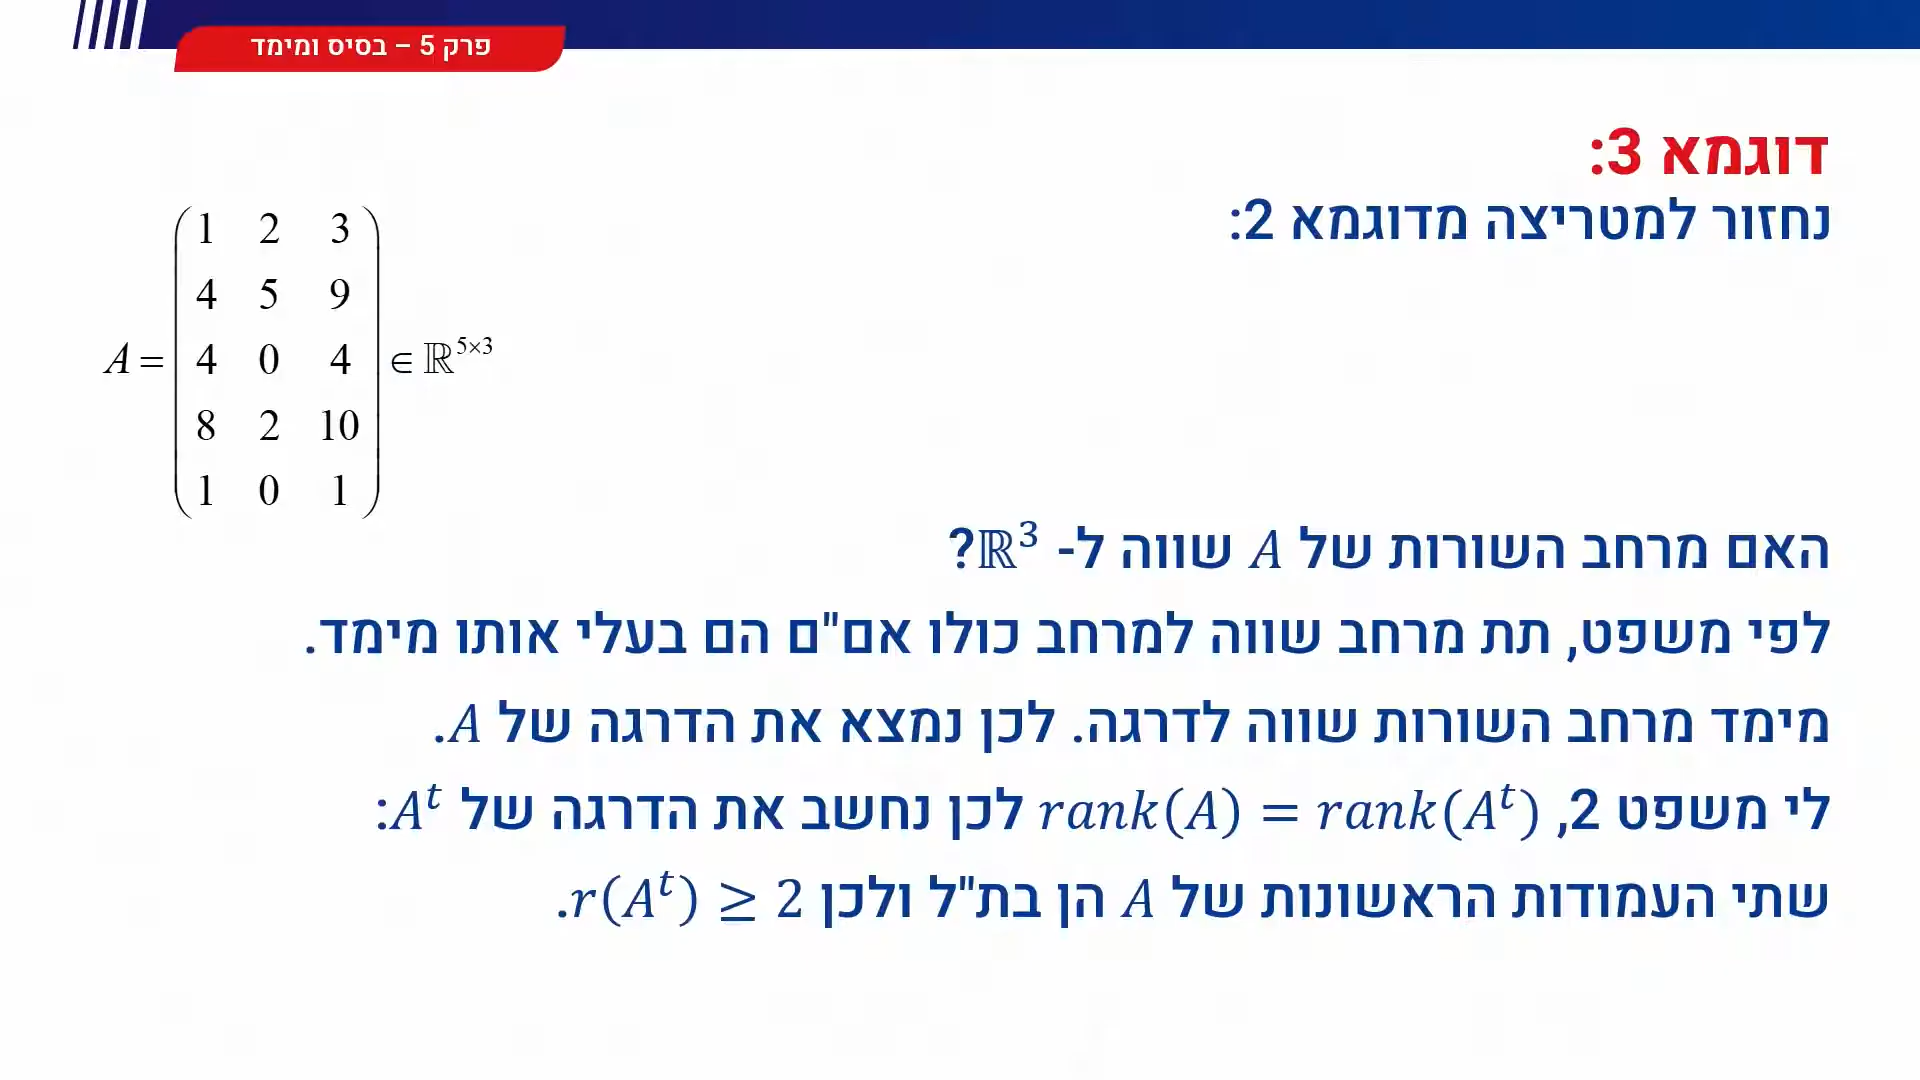 פרק 5 – בסיס ומימד
דוגמא 3:
נחזור למטריצה מדוגמא 2:
A = \begin{pmatrix} 1 & 2 & 3 \\ 4 & 5 & 9 \\ 4 & 0 & 4 \\ 8 & 2 & 10 \\ 1 & 0 & 1 \end{pmatrix} ∈ ℝ^{5×3}
האם מרחב השורות של A שווה ל- ℝ³?
לפי משפט, תת מרחב שווה למרחב כולו אם"ם הם בעלי אותו מימד.
מימד מרחב השורות שווה לדרגה. לכן נמצא את הדרגה של A.
לי משפט 2, rank(A) = rank(Aᵗ) לכן נחשב את הדרגה של Aᵗ:
שתי העמודות הראשונות של A הן בת"ל ולכן r(Aᵗ) ≥ 2.